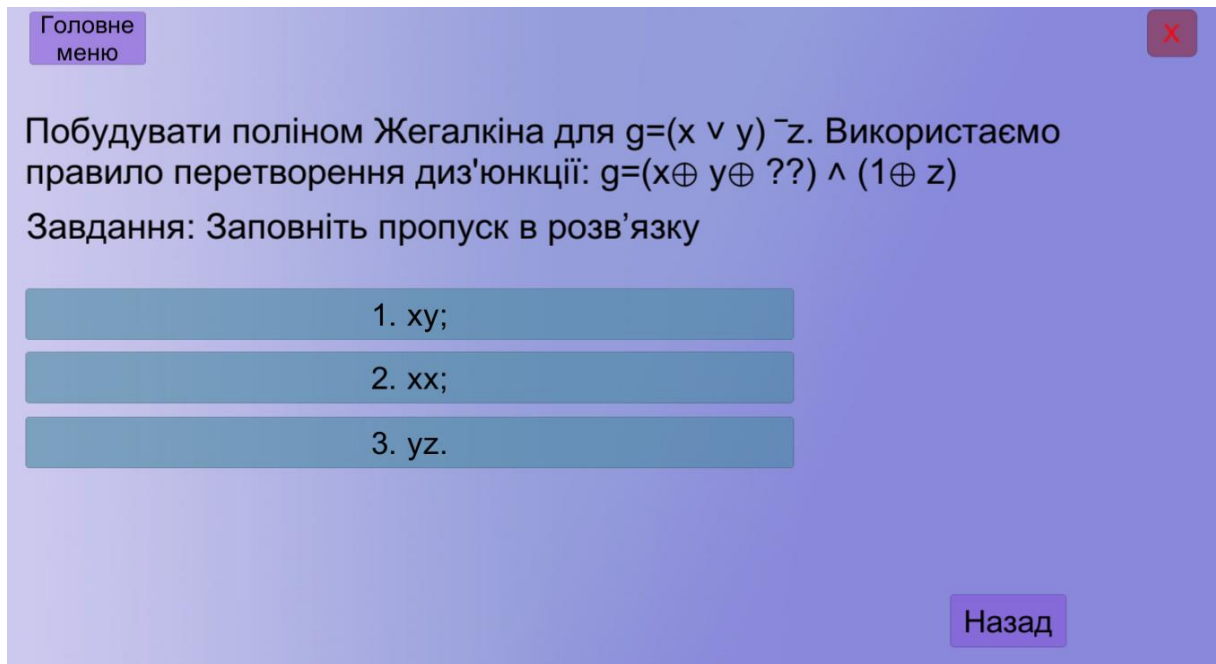 Головне
меню
X
Побудувати поліном Жегалкіна для g=(x ˅ y) ¯z. Використаємо
правило перетворення диз'юнкції: g=(x⊕ y⊕ ??) ˄ (1⊕ z)
Завдання: Заповніть пропуск в розв’язку
1. xy;
2. xx;
3. yz.
Назад